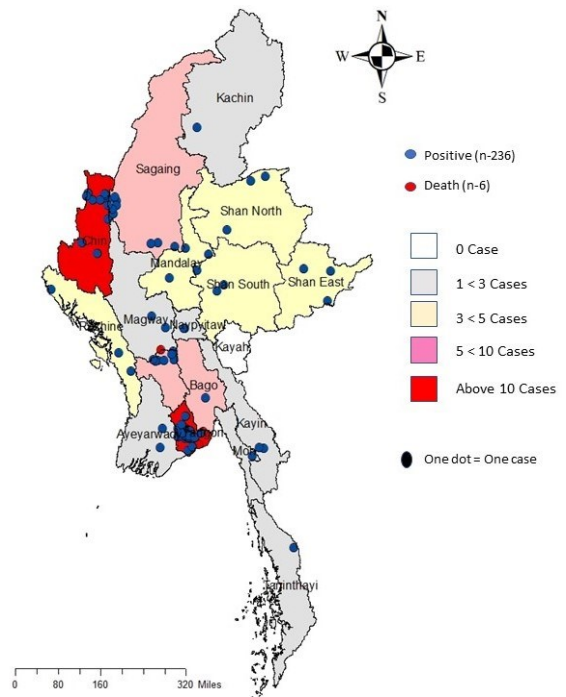 N
W
E
S
Kachin
Sagaing
Positive (n-236)
Death (n-6)
Shan North
Chin
Mandalay
Shan South
Shan East
0 Case
1 < 3 Cases
3 < 5 Cases
5 < 10 Cases
Above 10 Cases
Magway
Naypyitaw
Kayah
Bago
Kayin
Ayeyarwady
Mon
One dot = One case
Taninthayi
0 80 160 320 Miles